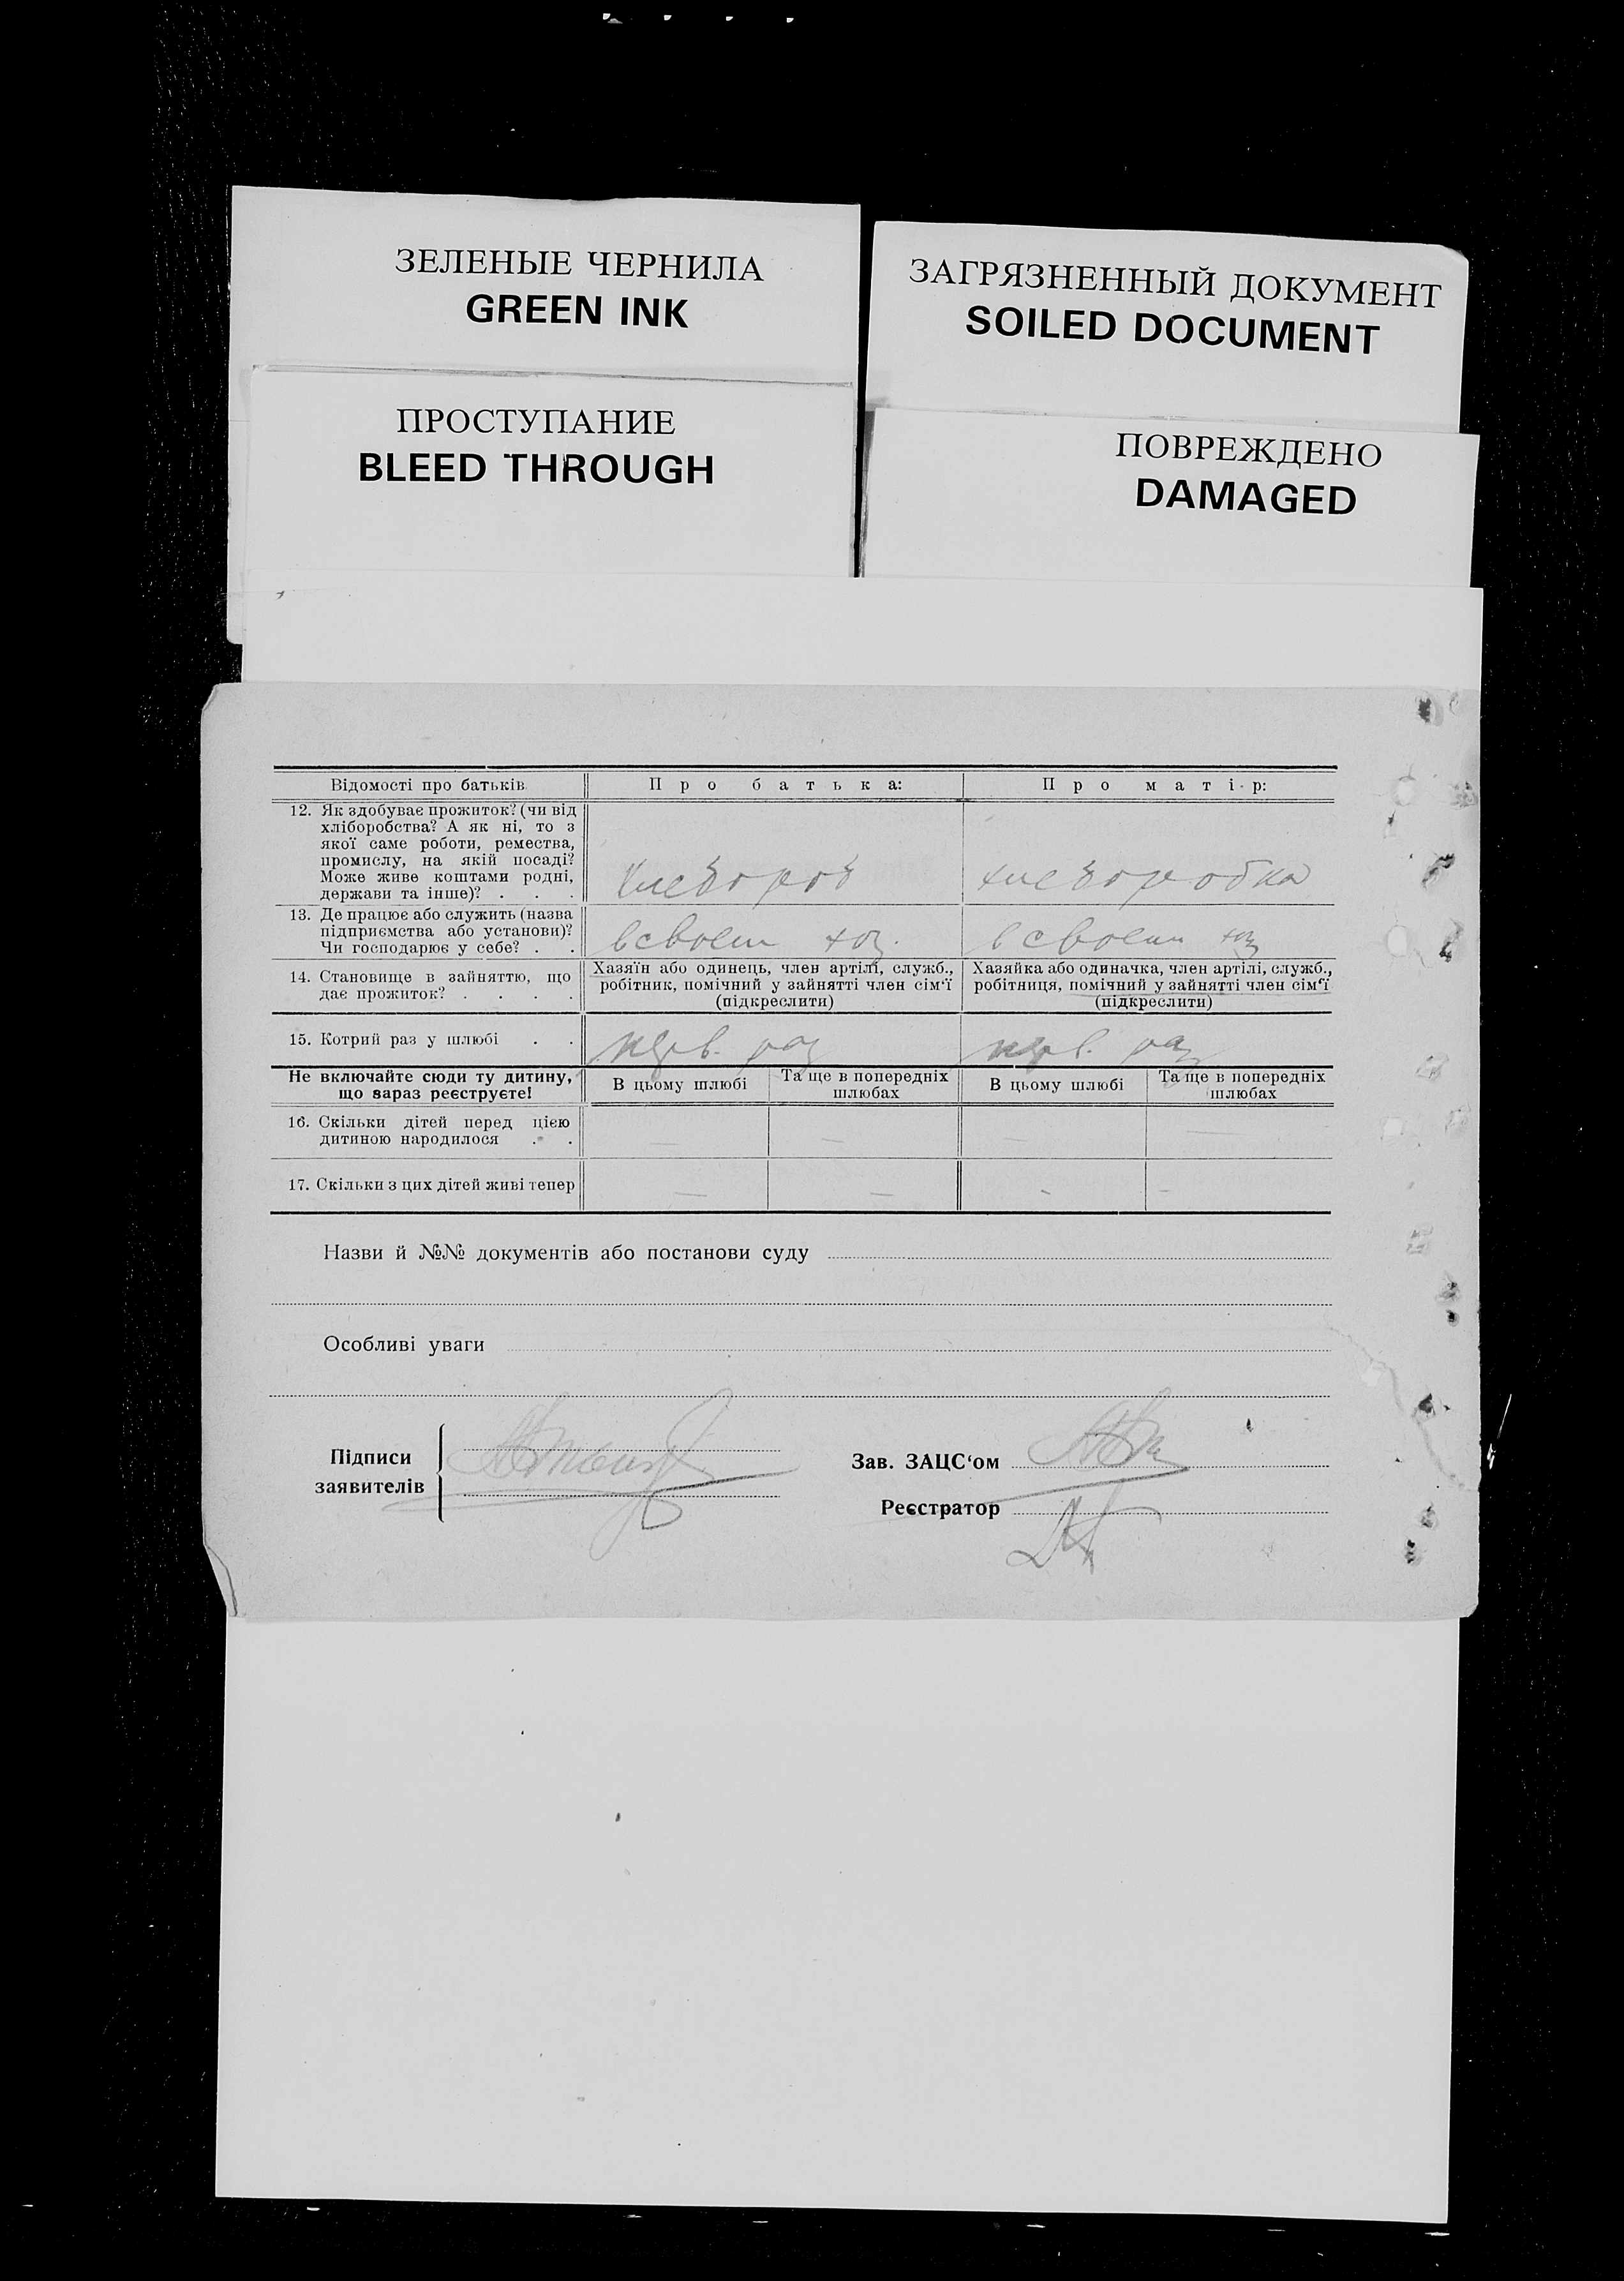 ЗЕЛЕНЫЕ ЧЕРНИЛА
GREEN INK
ЗАГРЯЗНЕННЫЙ ДОКУМЕНТ
SOILED DOCUMENT
ПРОСТУПАНИЕ
BLEED THROUGH
ПОВРЕЖДЕНО
DAMAGED
Відомості про батьків
Про батька:
Про матір:
12. Як здобуває прожиток? (чи від
хліборобства? А як ні, то з
якої саме роботи, ремества,
промислу, на якій посаді?
Може живе коштами родні,
держави та інше)? . . .
хлебороб
хлеборобка
13. Де працює або служить (назва
підприємства або установи)?
Чи господарює у себе? . .
в своем хоз.
в своем хоз
14. Становище в зайняттю, що
дає прожиток? . . . .
Хазяїн або одинець, член артілі, служб.,
робітник, помічний у зайнятті член сім'ї
(підкреслити)
Хазяйка або одиначка, член артілі, служб.,
робітниця, помічний у зайнятті член сім'ї
(підкреслити)
15. Котрий раз у шлюбі . .
перв. раз
перв. раз
Не включайте сюди ту дитину,
що зараз реєструєте!
В цьому шлюбі
Та ще в попередніх
шлюбах
В цьому шлюбі
Та ще в попередніх
шлюбах
16. Скільки дітей перед цією
дитиною народилося . .
— — — —
17. Скільки з цих дітей живі тепер
— — - —
Назви й №№ документів або постанови суду
Особливі уваги
Підписи
заявителів
Зав. ЗАЦС'ом
Реєстратор